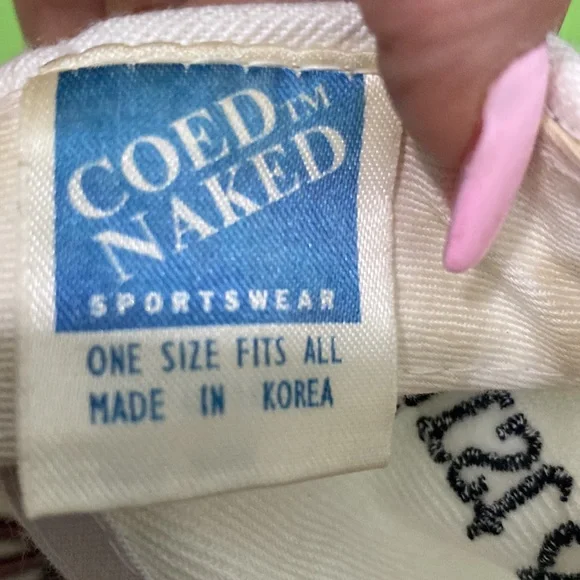 COED™
NAKED
SPORTSWEAR
ONE SIZE FITS ALL
MADE IN KOREA